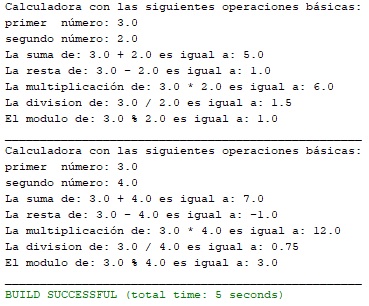 Calculadora con las siguientes operaciones básicas:
primer  número: 3.0
segundo número: 2.0
La suma de: 3.0 + 2.0 es igual a: 5.0
La resta de: 3.0 - 2.0 es igual a: 1.0
La multiplicación de: 3.0 * 2.0 es igual a: 6.0
La division de: 3.0 / 2.0 es igual a: 1.5
El modulo de: 3.0 % 2.0 es igual a: 1.0
Calculadora con las siguientes operaciones básicas:
primer  número: 3.0
segundo número: 4.0
La suma de: 3.0 + 4.0 es igual a: 7.0
La resta de: 3.0 - 4.0 es igual a: -1.0
La multiplicación de: 3.0 * 4.0 es igual a: 12.0
La division de: 3.0 / 4.0 es igual a: 0.75
El modulo de: 3.0 % 4.0 es igual a: 3.0
BUILD SUCCESSFUL (total time: 5 seconds)